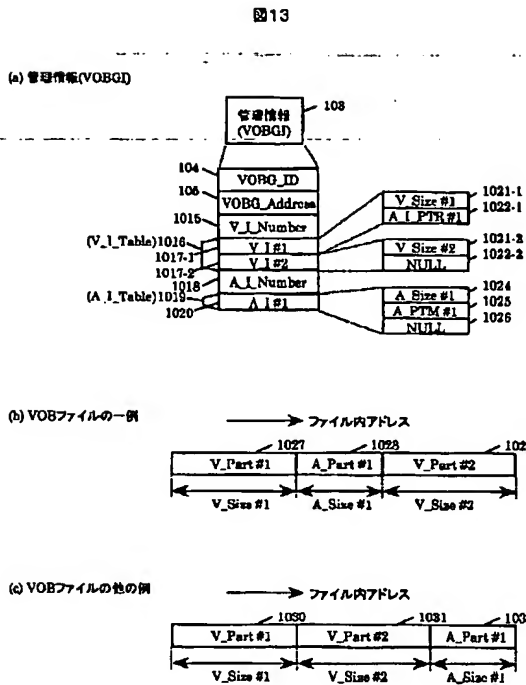 図13
(a) 管理情報(VOBGI)
管理情報
(VOBGI)
103
104
VOBG_ID
VOBG_Address
1015
V_I_Number
(V_I_Table)1016
1017-1
V_I #1
1017-2
V_I #2
1018
A_I_Number
(A_I_Table)1019
1020
A_I #1
1021-1
V_Size #1
1022-1
A_I_PTR #1
1021-2
V_Size #2
1022-2
NULL
1024
A_Size #1
1025
A_PTM #1
1026
NULL
(b) VOBファイルの一例
ファイル内アドレス
1027
1028
102
V_Part #1
A_Part #1
V_Part #2
V_Size #1
A_Size #1
V_Size #2
(c) VOBファイルの他の例
ファイル内アドレス
1030
1031
103
V_Part #1
V_Part #2
A_Part #1
V_Size #1
V_Size #2
A_Size #1